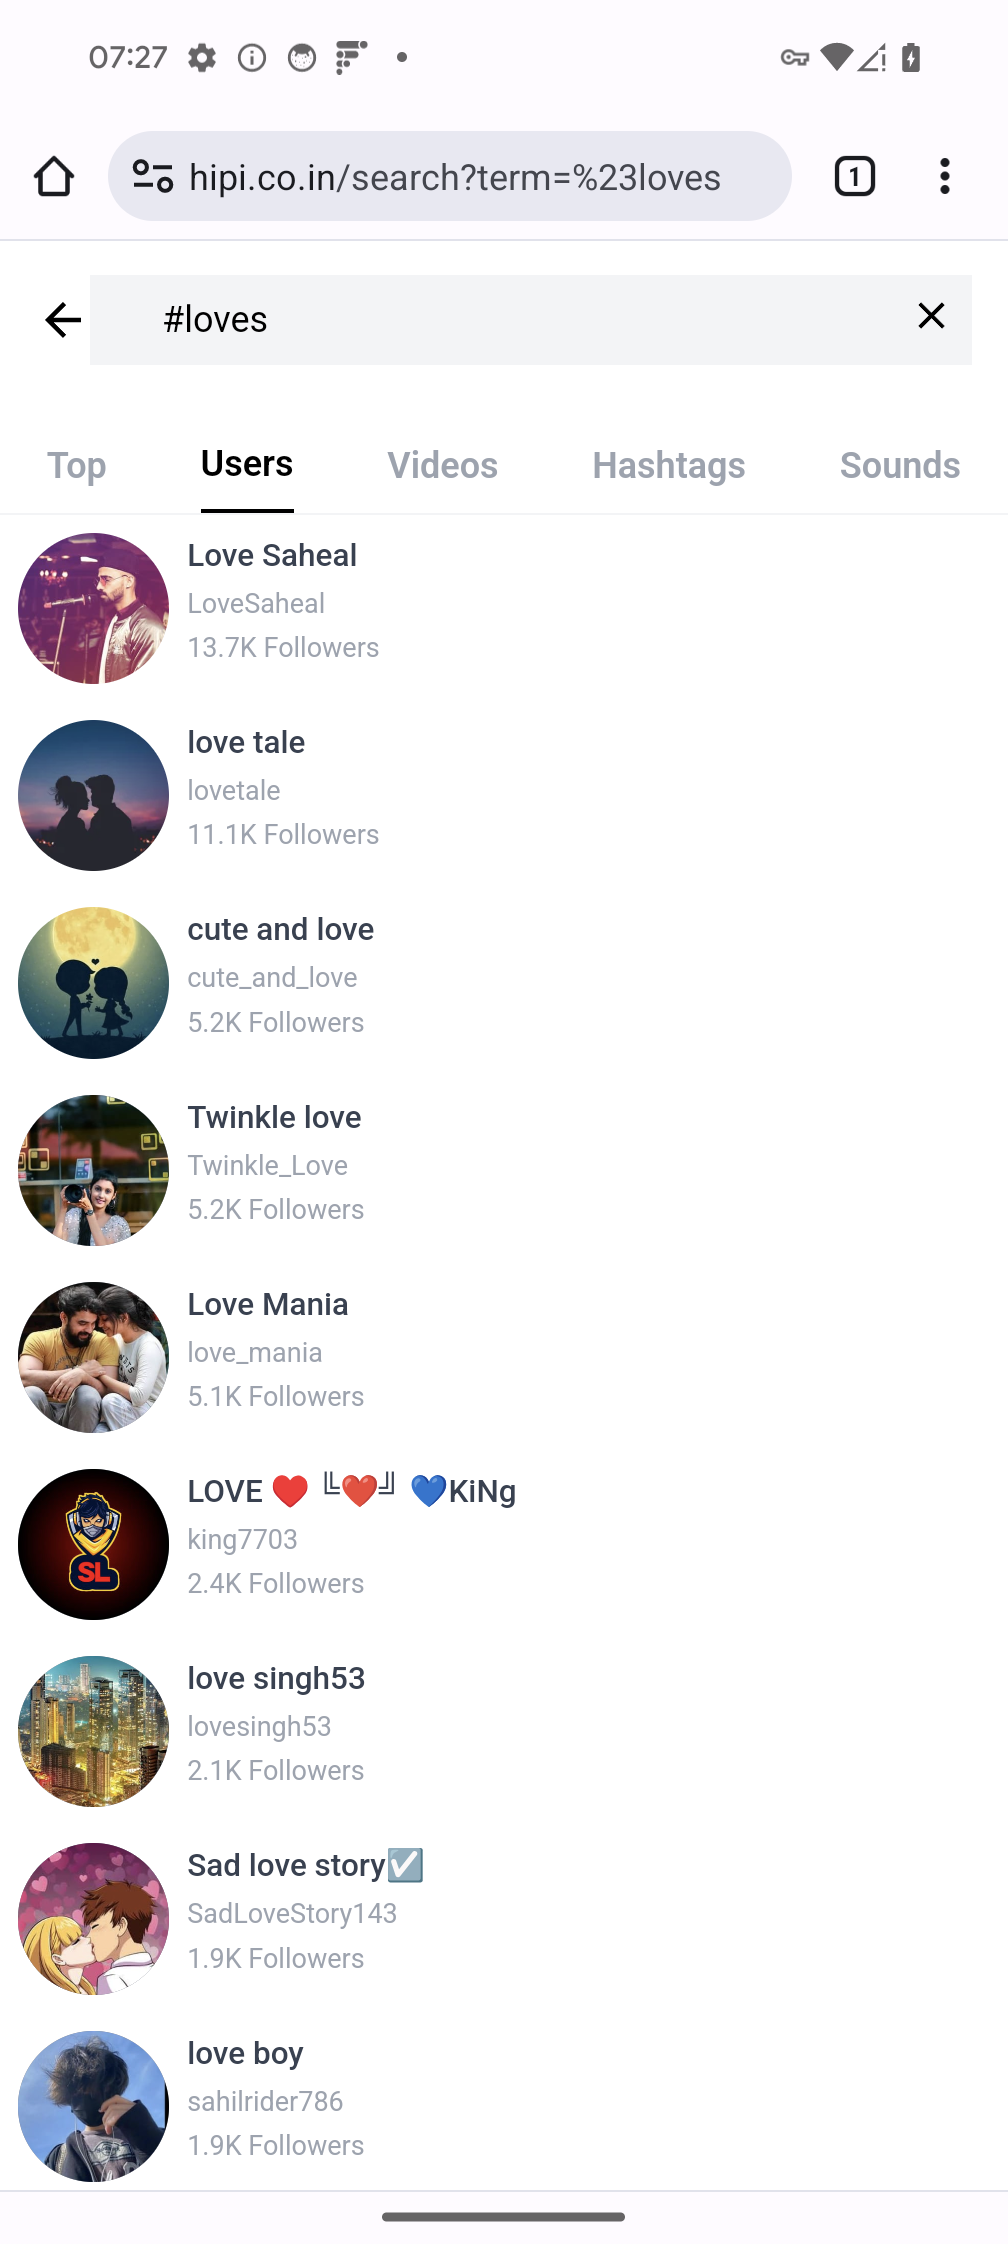 07:27
hipi.co.in/search?term=%23loves
1
#loves
Top Users Videos Hashtags Sounds
Love Saheal
LoveSaheal
13.7K Followers
love tale
lovetale
11.1K Followers
cute and love
cute_and_love
5.2K Followers
Twinkle love
Twinkle_Love
5.2K Followers
Love Mania
love_mania
5.1K Followers
LOVE ❤️ ╚❤️╝ 💙KiNg
king7703
2.4K Followers
SL
love singh53
lovesingh53
2.1K Followers
Sad love story☑️
SadLoveStory143
1.9K Followers
love boy
sahilrider786
1.9K Followers